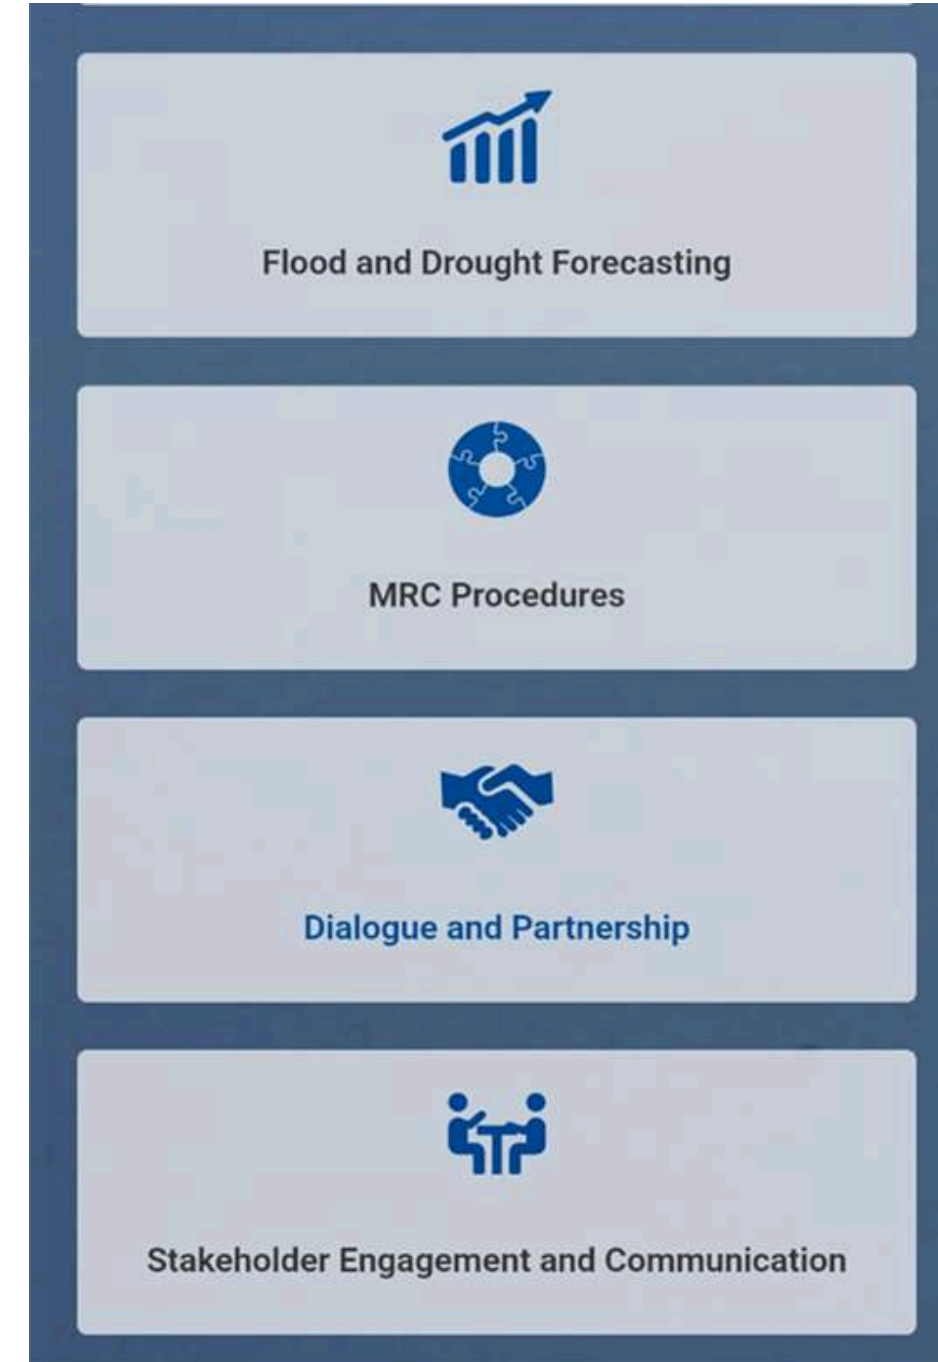 Flood and Drought Forecasting
MRC Procedures
Dialogue and Partnership
Stakeholder Engagement and Communication